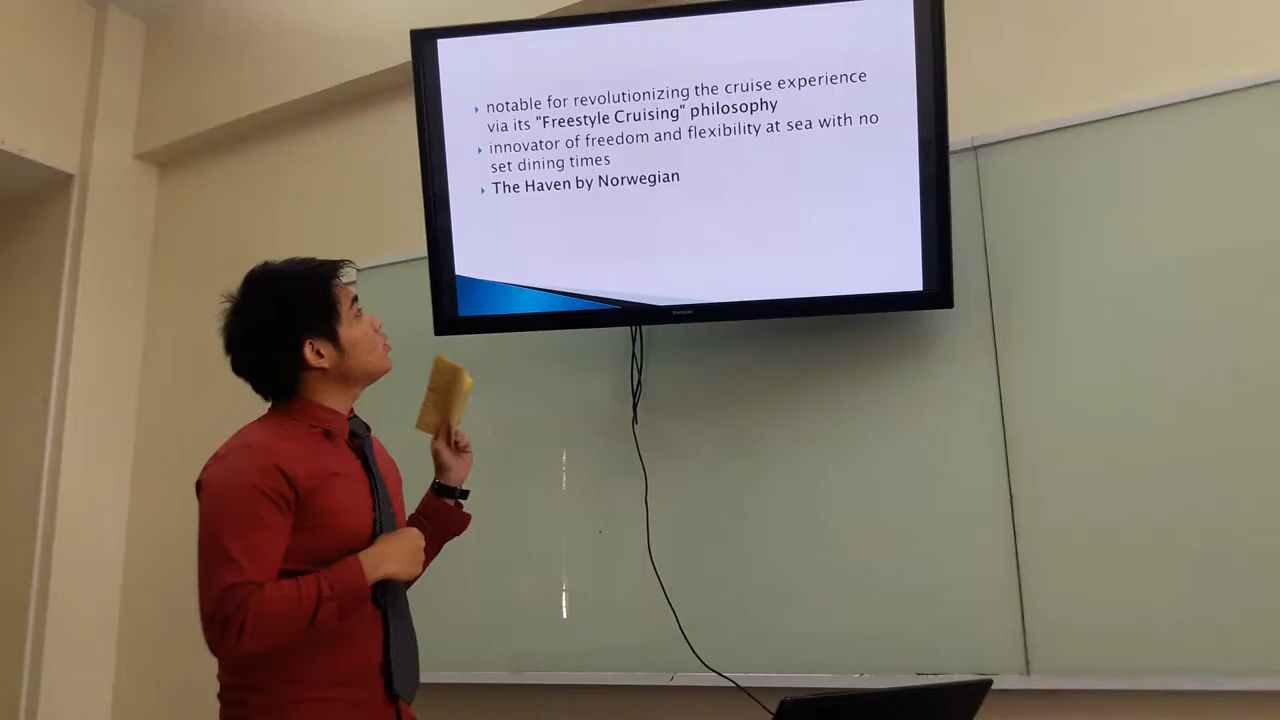 notable for revolutionizing the cruise experience
via its "Freestyle Cruising" philosophy
innovator of freedom and flexibility at sea with no
set dining times
The Haven by Norwegian
SAMSUNG